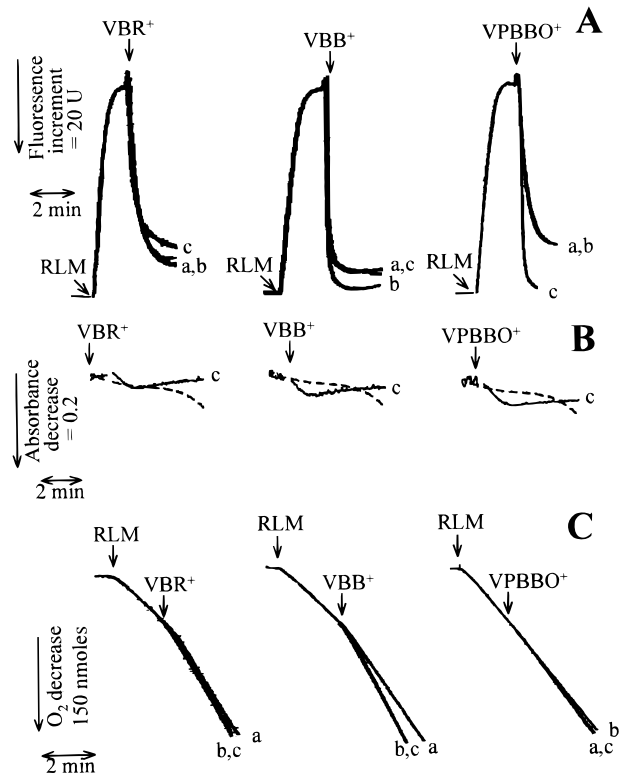 A
VBR⁺
VBB⁺
VPBBO⁺
Fluoresence
increment
= 20 U
2 min
RLM
c
a,b
RLM
a,c
b
RLM
a,b
c
B
VBR⁺
VBB⁺
VPBBO⁺
c
c
c
Absorbance
decrease
= 0.2
2 min
C
RLM
RLM
RLM
VBR⁺
VBB⁺
VPBBO⁺
O₂ decrease
150 nmoles
2 min
a
b,c
b,c
a
b
a,c